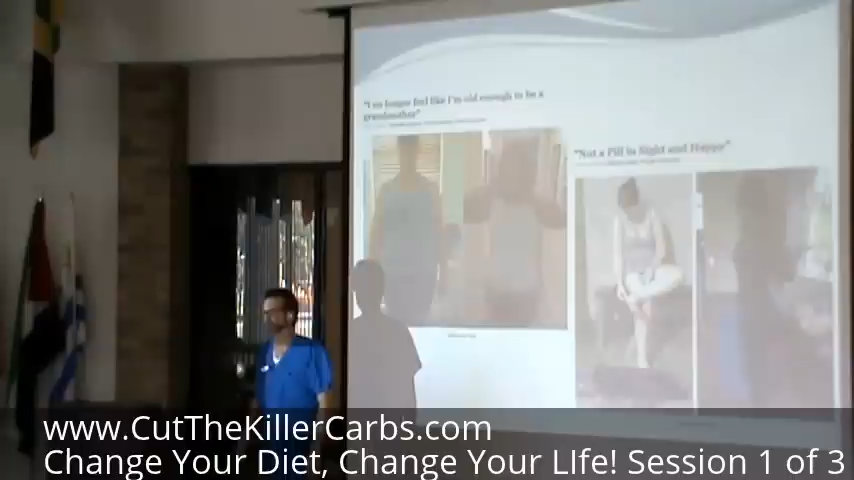 "I no longer feel like I'm old enough to be a
grandmother"
"Not a Pill in Sight and Happy"
www.CutTheKillerCarbs.com
Change Your Diet, Change Your LIfe! Session 1 of 3